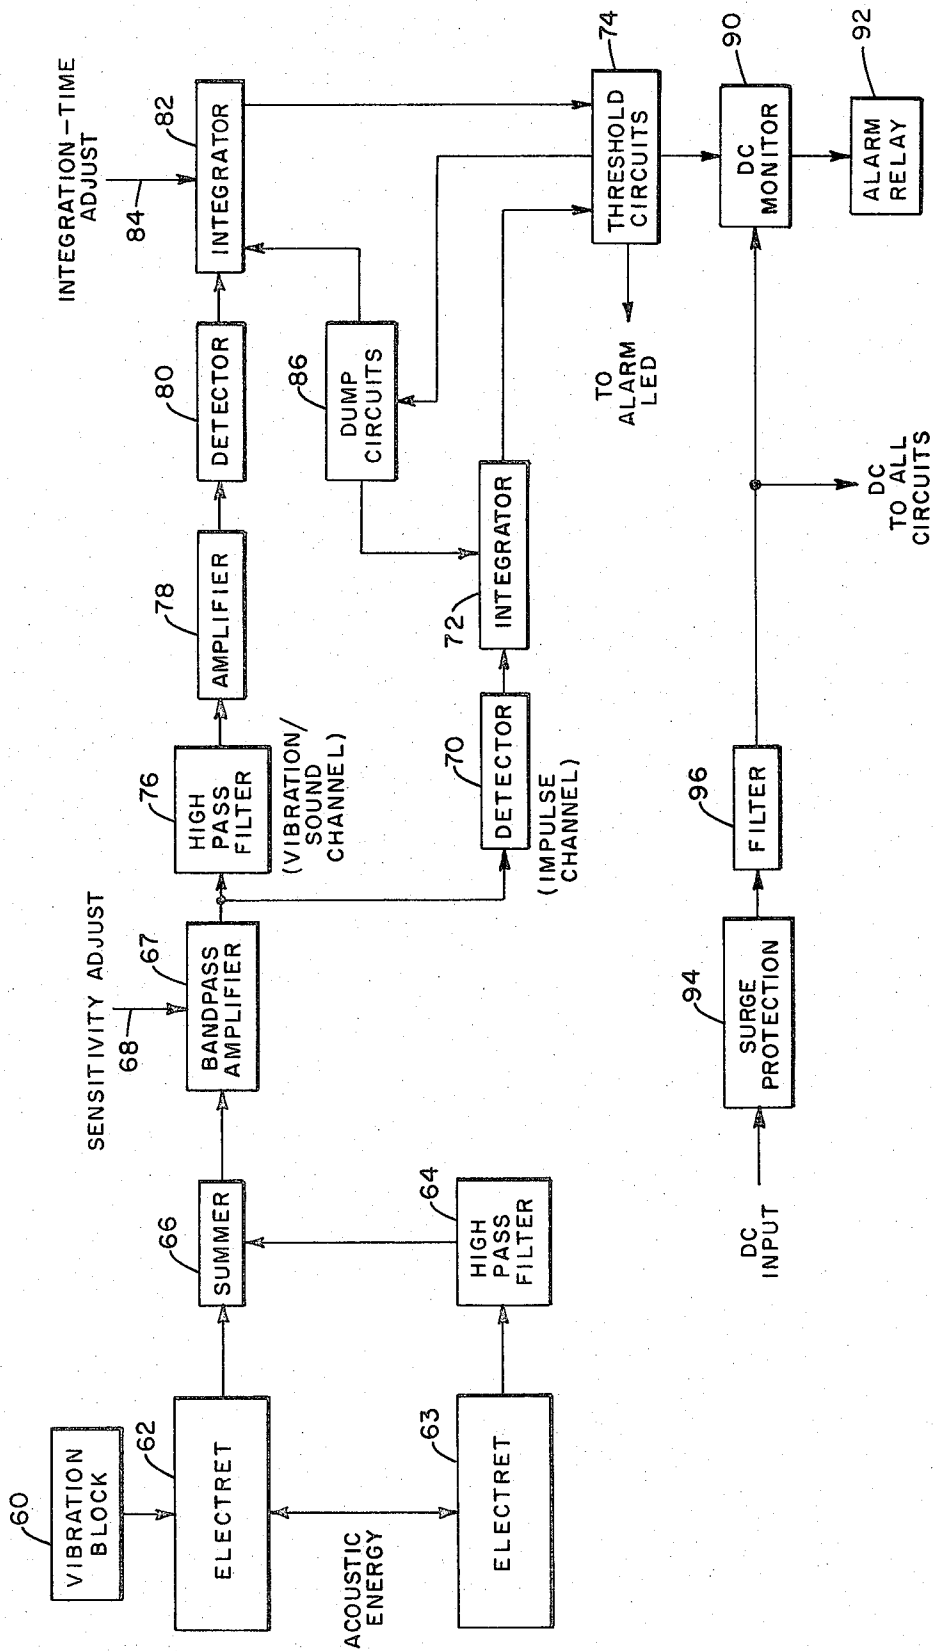 60
VIBRATION
BLOCK
62
ELECTRET
ACOUSTIC
ENERGY
63
ELECTRET
66
SUMMER
64
HIGH
PASS
FILTER
SENSITIVITY ADJUST
68
67
BANDPASS
AMPLIFIER
76
HIGH
PASS
FILTER
(VIBRATION/
SOUND
CHANNEL)
78
AMPLIFIER
80
DETECTOR
INTEGRATION-TIME
ADJUST
84
82
INTEGRATOR
86
DUMP
CIRCUITS
70
DETECTOR
(IMPULSE
CHANNEL)
72
INTEGRATOR
74
THRESHOLD
CIRCUITS
TO
ALARM
LED
DC
INPUT
94
SURGE
PROTECTION
96
FILTER
DC
TO ALL
CIRCUITS
90
DC
MONITOR
92
ALARM
RELAY